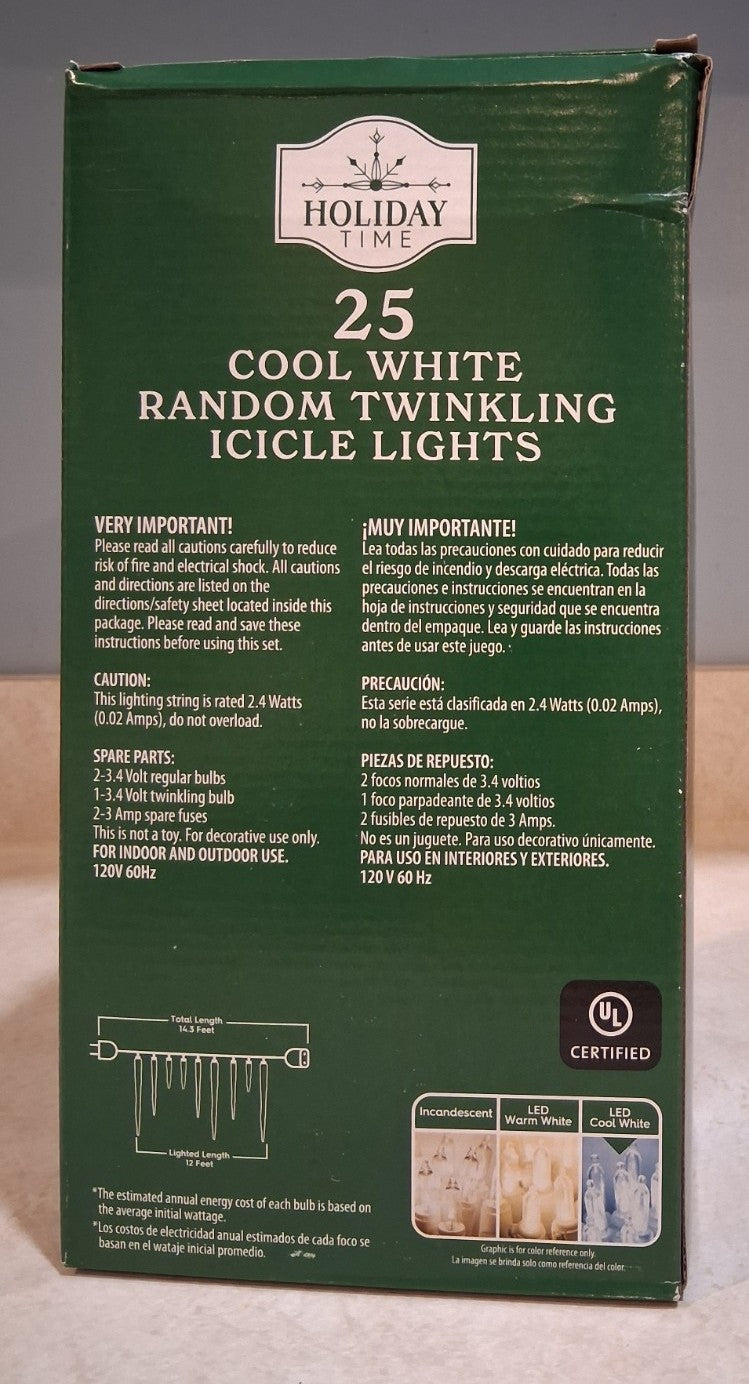 HOLIDAY
TIME
25
COOL WHITE
RANDOM TWINKLING
ICICLE LIGHTS
VERY IMPORTANT!
Please read all cautions carefully to reduce
risk of fire and electrical shock. All cautions
and directions are listed on the
directions/safety sheet located inside this
package. Please read and save these
instructions before using this set.
CAUTION:
This lighting string is rated 2.4 Watts
(0.02 Amps), do not overload.
SPARE PARTS:
2-3.4 Volt regular bulbs
1-3.4 Volt twinkling bulb
2-3 Amp spare fuses
This is not a toy. For decorative use only.
FOR INDOOR AND OUTDOOR USE.
120V 60Hz
¡MUY IMPORTANTE!
Lea todas las precauciones con cuidado para reducir
el riesgo de incendio y descarga eléctrica. Todas las
precauciones e instrucciones se encuentran en la
hoja de instrucciones y seguridad que se encuentra
dentro del empaque. Lea y guarde las instrucciones
antes de usar este juego.
PRECAUCIÓN:
Esta serie está clasificada en 2.4 Watts (0.02 Amps),
no la sobrecargue.
PIEZAS DE REPUESTO:
2 focos normales de 3.4 voltios
1 foco parpadeante de 3.4 voltios
2 fusibles de repuesto de 3 Amps.
No es un juguete. Para uso decorativo únicamente.
PARA USO EN INTERIORES Y EXTERIORES.
120 V 60 Hz
Total Length
14.3 Feet
Lighted Length
12 Feet
*The estimated annual energy cost of each bulb is based on
the average initial wattage.
*Los costos de electricidad anual estimados de cada foco se
basan en el wataje inicial promedio.
UL
CERTIFIED
Incandescent
LED
Warm White
LED
Cool White
Graphic is for color reference only.
La imagen se brinda solo como referencia del color.